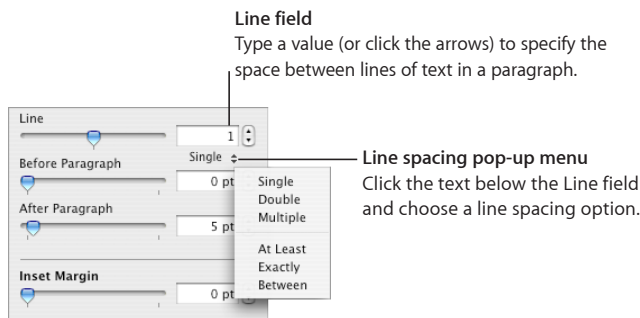 Line field
Type a value (or click the arrows) to specify the
space between lines of text in a paragraph.
Line
1
Single
Before Paragraph
0 pt
After Paragraph
5 pt
Inset Margin
0 pt
Single
Double
Multiple
At Least
Exactly
Between
Line spacing pop-up menu
Click the text below the Line field
and choose a line spacing option.